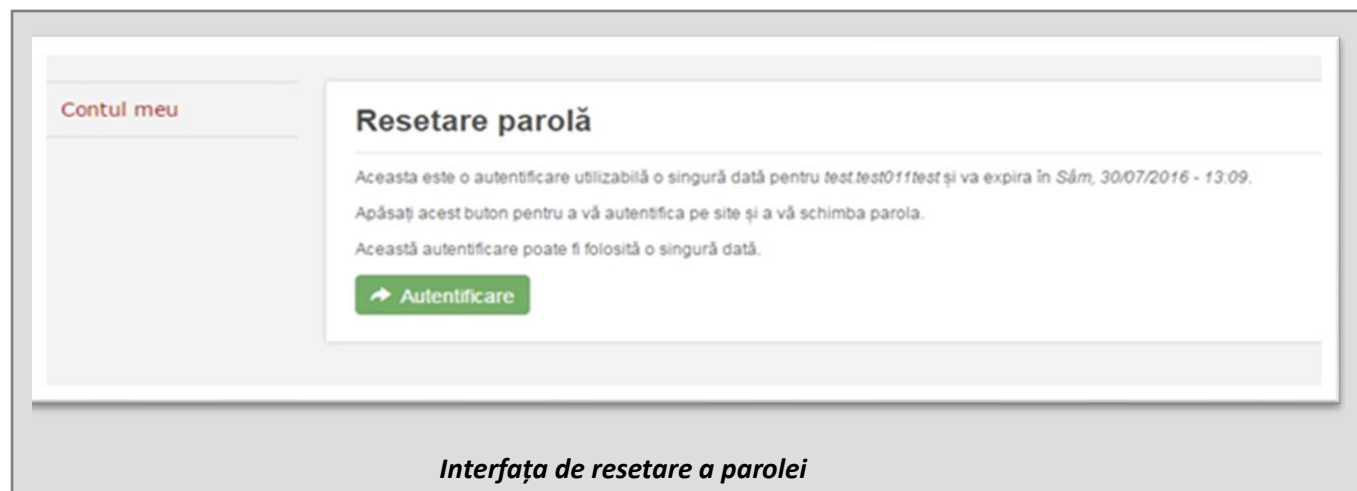 Contul meu
Resetare parolă
Aceasta este o autentificare utilizabilă o singură dată pentru test.test011test și va expira în Sâm, 30/07/2016 - 13:09.
Apăsați acest buton pentru a vă autentifica pe site și a vă schimba parola.
Această autentificare poate fi folosită o singură dată.
Autentificare
Interfața de resetare a parolei